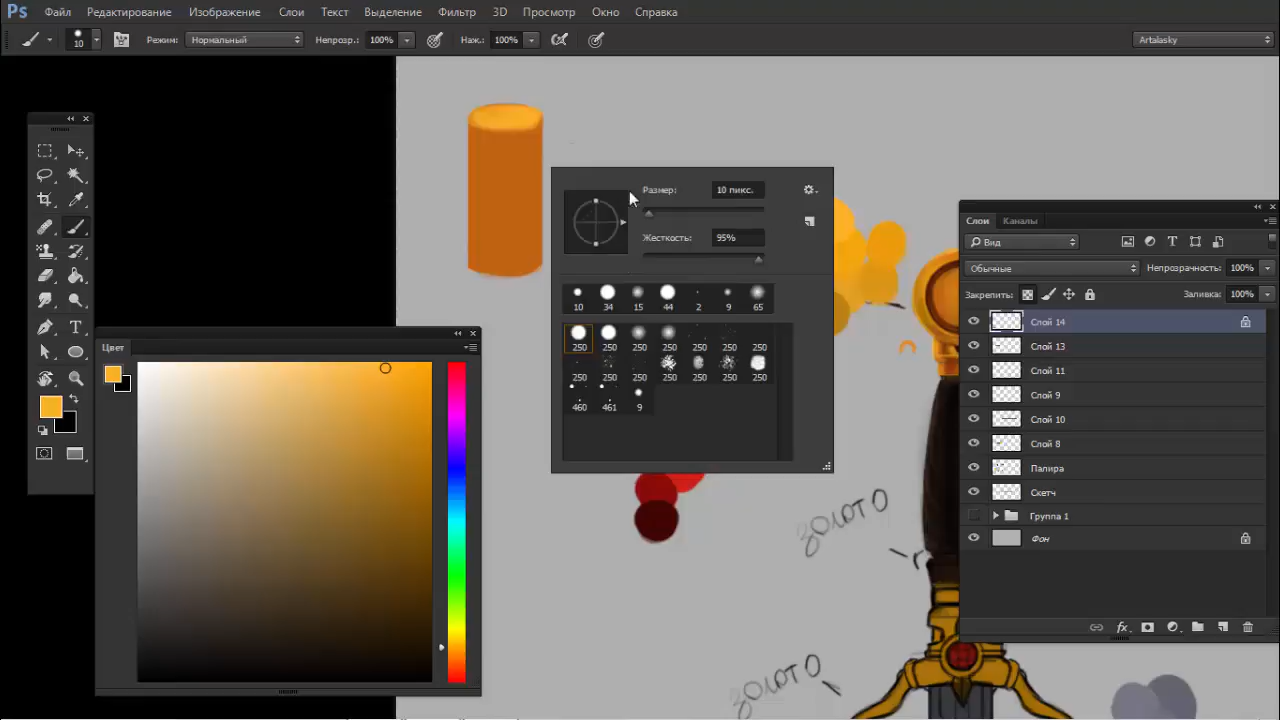 Ps Файл Редактирование Изображение Слои Текст Выделение Фильтр 3D Просмотр Окно Справка
10 Режим: Нормальный Непрозр.: 100% Наж.: 100% Artalasky
Размер: 10 пикс.
Жесткость: 95%
10 34 15 44 2 9 65
250 250 250 250 250 250 250
250 250 250 250 250 250 250
460 461 9
Цвет
Слои Каналы
Вид
Обычные Непрозрачность: 100%
Закрепить: Заливка: 100%
Слой 14
Слой 13
Слой 11
Слой 9
Слой 10
Слой 8
Палира
Скетч
Группа 1
Фон
золото
золото